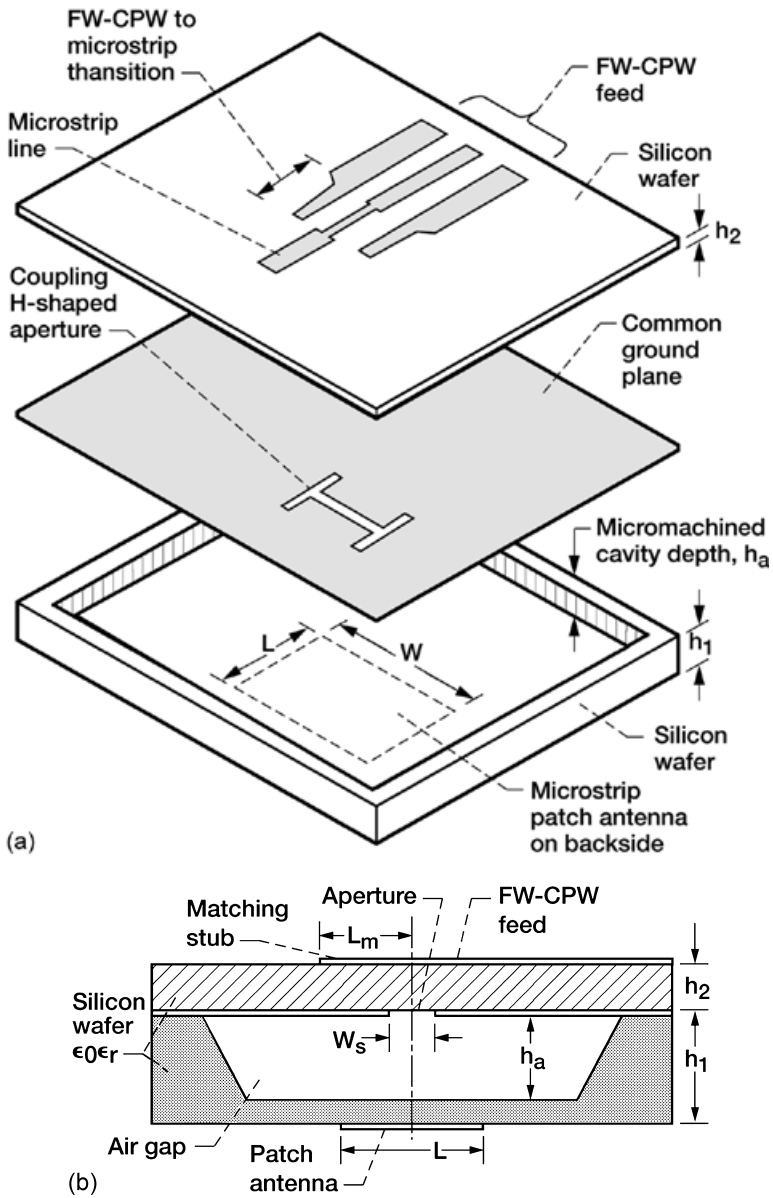 FW-CPW to
microstrip
transition
FW-CPW
feed
Microstrip
line
Silicon
wafer
h2
Coupling
H-shaped
aperture
Common
ground
plane
Micromachined
cavity depth, ha
L
W
h1
Silicon
wafer
Microstrip
patch antenna
on backside
(a)
Aperture
FW-CPW
feed
Matching
stub
Lm
h2
Silicon
wafer
ϵ0ϵr
Ws
ha
h1
Air gap
Patch
antenna
L
(b)